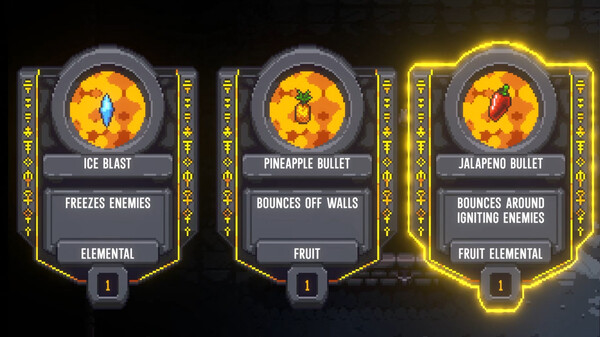 ICE BLAST
FREEZES ENEMIES
ELEMENTAL
1
PINEAPPLE BULLET
BOUNCES OFF WALLS
FRUIT
1
JALAPENO BULLET
BOUNCES AROUND
IGNITING ENEMIES
FRUIT ELEMENTAL
1